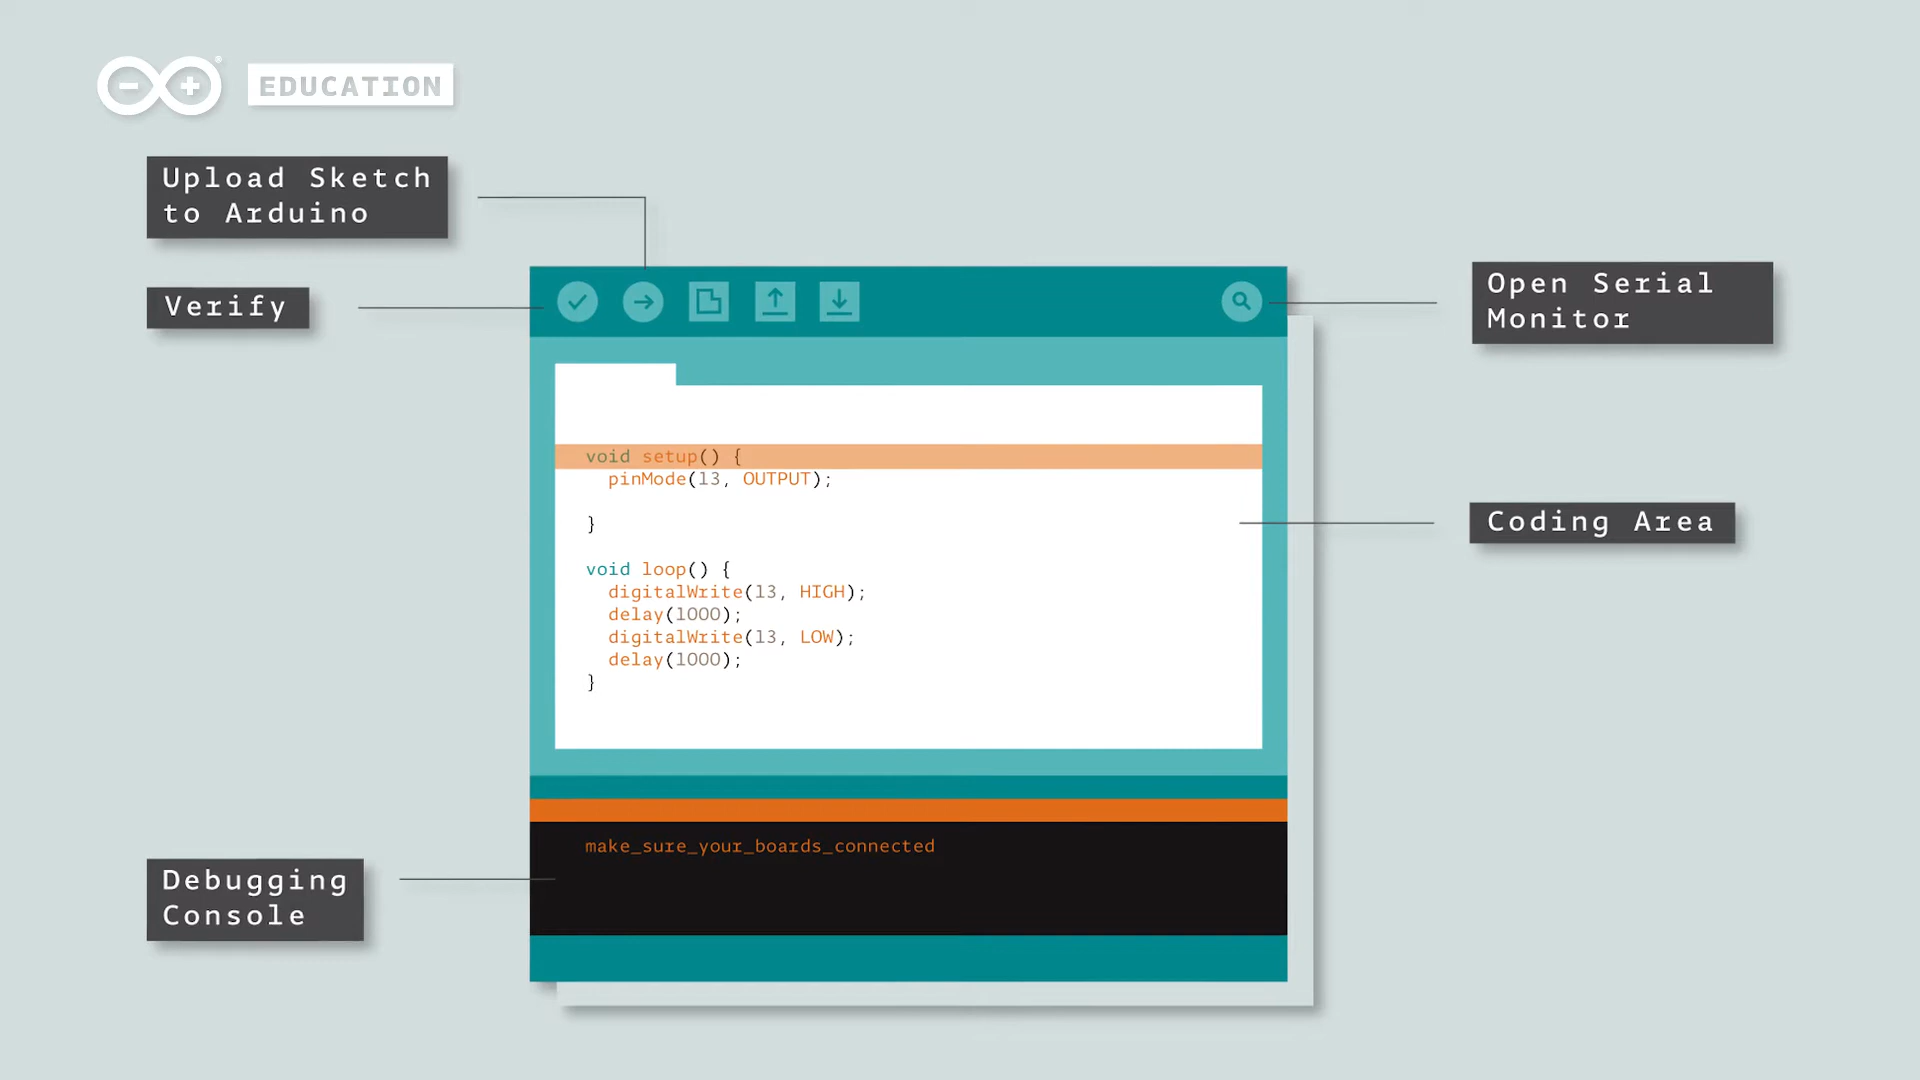 EDUCATION
Upload Sketch
to Arduino
Verify
Open Serial
Monitor
void setup() {
pinMode(13, OUTPUT);
}
void loop() {
digitalWrite(13, HIGH);
delay(1000);
digitalWrite(13, LOW);
delay(1000);
}
Coding Area
make_sure_your_boards_connected
Debugging
Console